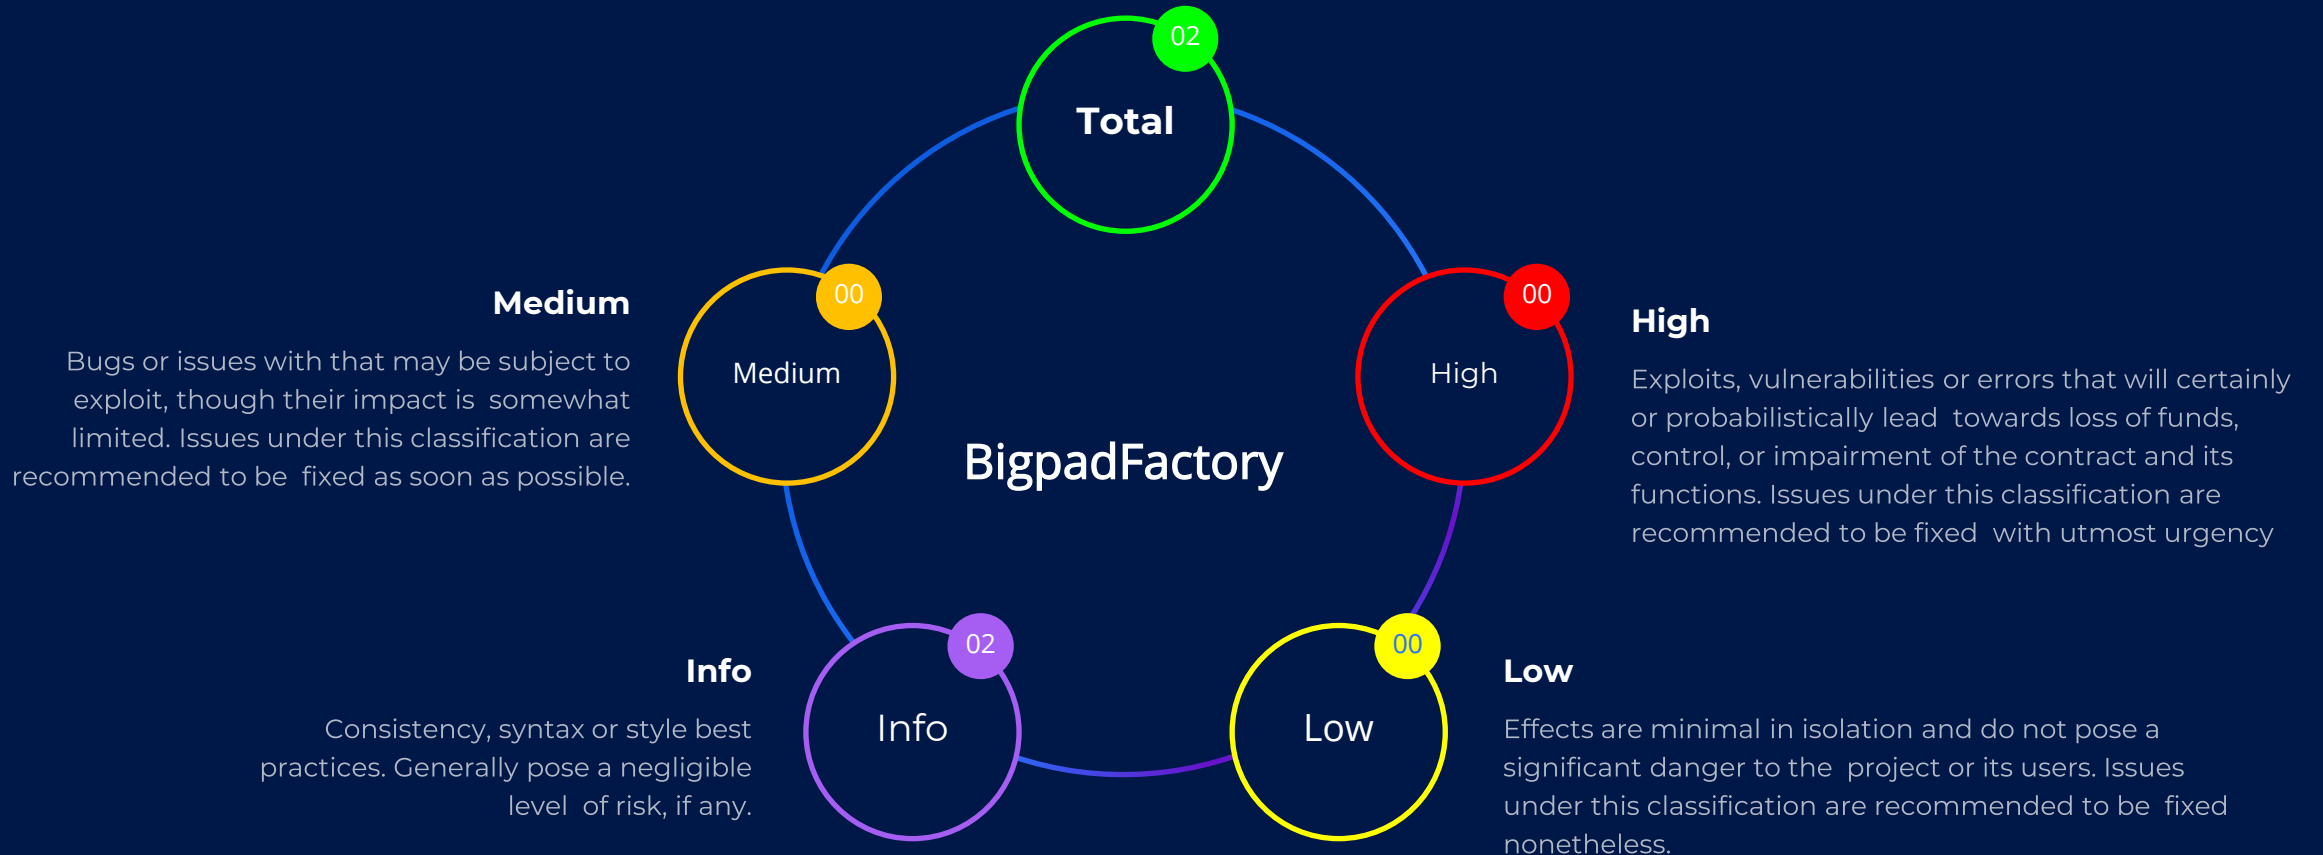 02
Total
00
Medium
00
High
Medium
Bugs or issues with that may be subject to
exploit, though their impact is  somewhat
limited. Issues under this classification are
recommended to be  fixed as soon as possible.
High
Exploits, vulnerabilities or errors that will certainly
or probabilistically lead  towards loss of funds,
control, or impairment of the contract and its
functions. Issues under this classification are
recommended to be fixed  with utmost urgency
BigpadFactory
02
Info
00
Low
Info
Consistency, syntax or style best
practices. Generally pose a negligible
level  of risk, if any.
Low
Effects are minimal in isolation and do not pose a
significant danger to the  project or its users. Issues
under this classification are recommended to be  fixed
nonetheless.